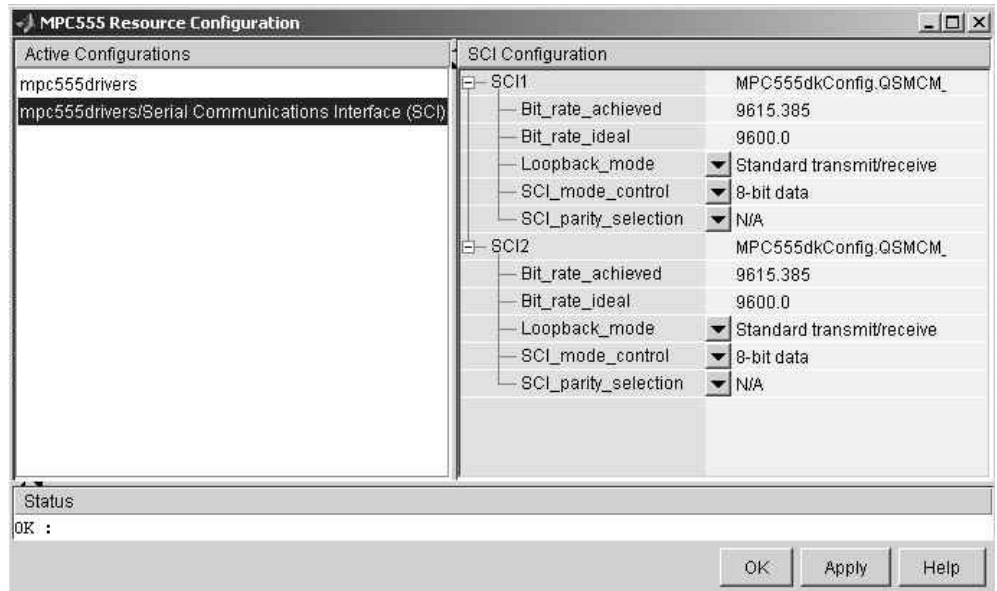 MPC555 Resource Configuration
Active Configurations
mpc555drivers
mpc555drivers/Serial Communications Interface (SCI)
SCI Configuration
SCI1 MPC555dkConfig.QSMCM_
Bit_rate_achieved 9615.385
Bit_rate_ideal 9600.0
Loopback_mode Standard transmit/receive
SCI_mode_control 8-bit data
SCI_parity_selection N/A
SCI2 MPC555dkConfig.QSMCM_
Bit_rate_achieved 9615.385
Bit_rate_ideal 9600.0
Loopback_mode Standard transmit/receive
SCI_mode_control 8-bit data
SCI_parity_selection N/A
Status
OK :
OK Apply Help